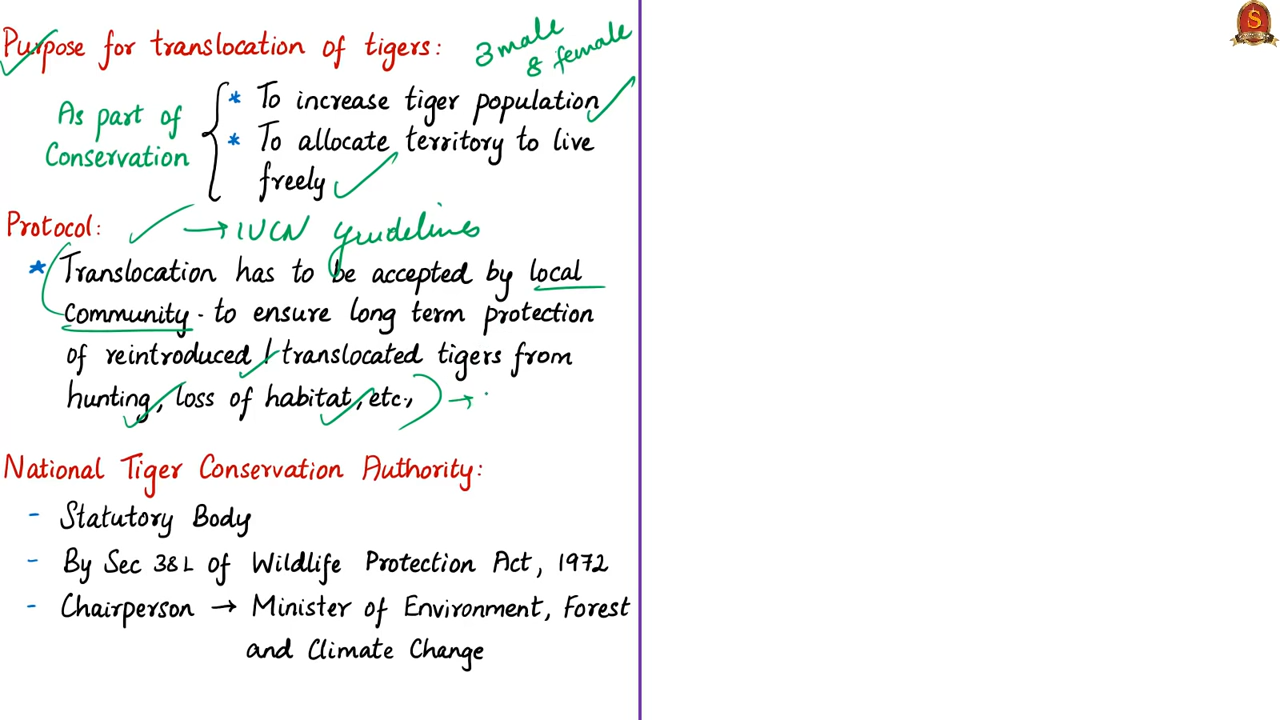 Purpose for translocation of tigers: 3 male
8 female
As part of
Conservation
* To increase tiger population
* To allocate territory to live
freely
Protocol: → IUCN guidelines
* Translocation has to be accepted by local
community - to ensure long term protection
of reintroduced / translocated tigers from
hunting, loss of habitat, etc., →
National Tiger Conservation Authority:
- Statutory Body
- By Sec 38L of Wildlife Protection Act, 1972
- Chairperson → Minister of Environment, Forest
and Climate Change
S